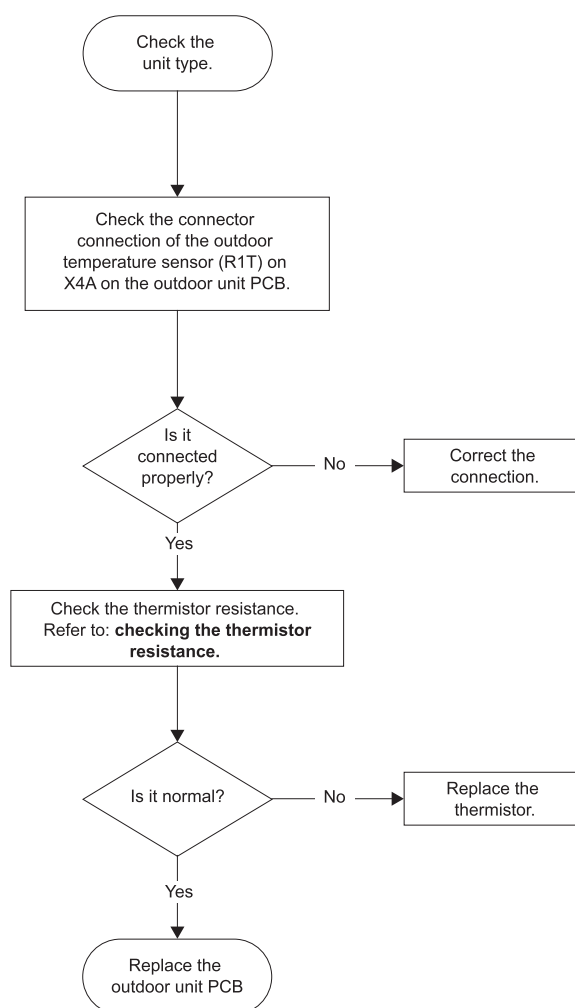 Check the
unit type.
Check the connector
connection of the outdoor
temperature sensor (R1T) on
X4A on the outdoor unit PCB.
Is it
connected
properly?
No
Correct the
connection.
Yes
Check the thermistor resistance.
Refer to: checking the thermistor
resistance.
Is it normal?
No
Replace the
thermistor.
Yes
Replace the
outdoor unit PCB